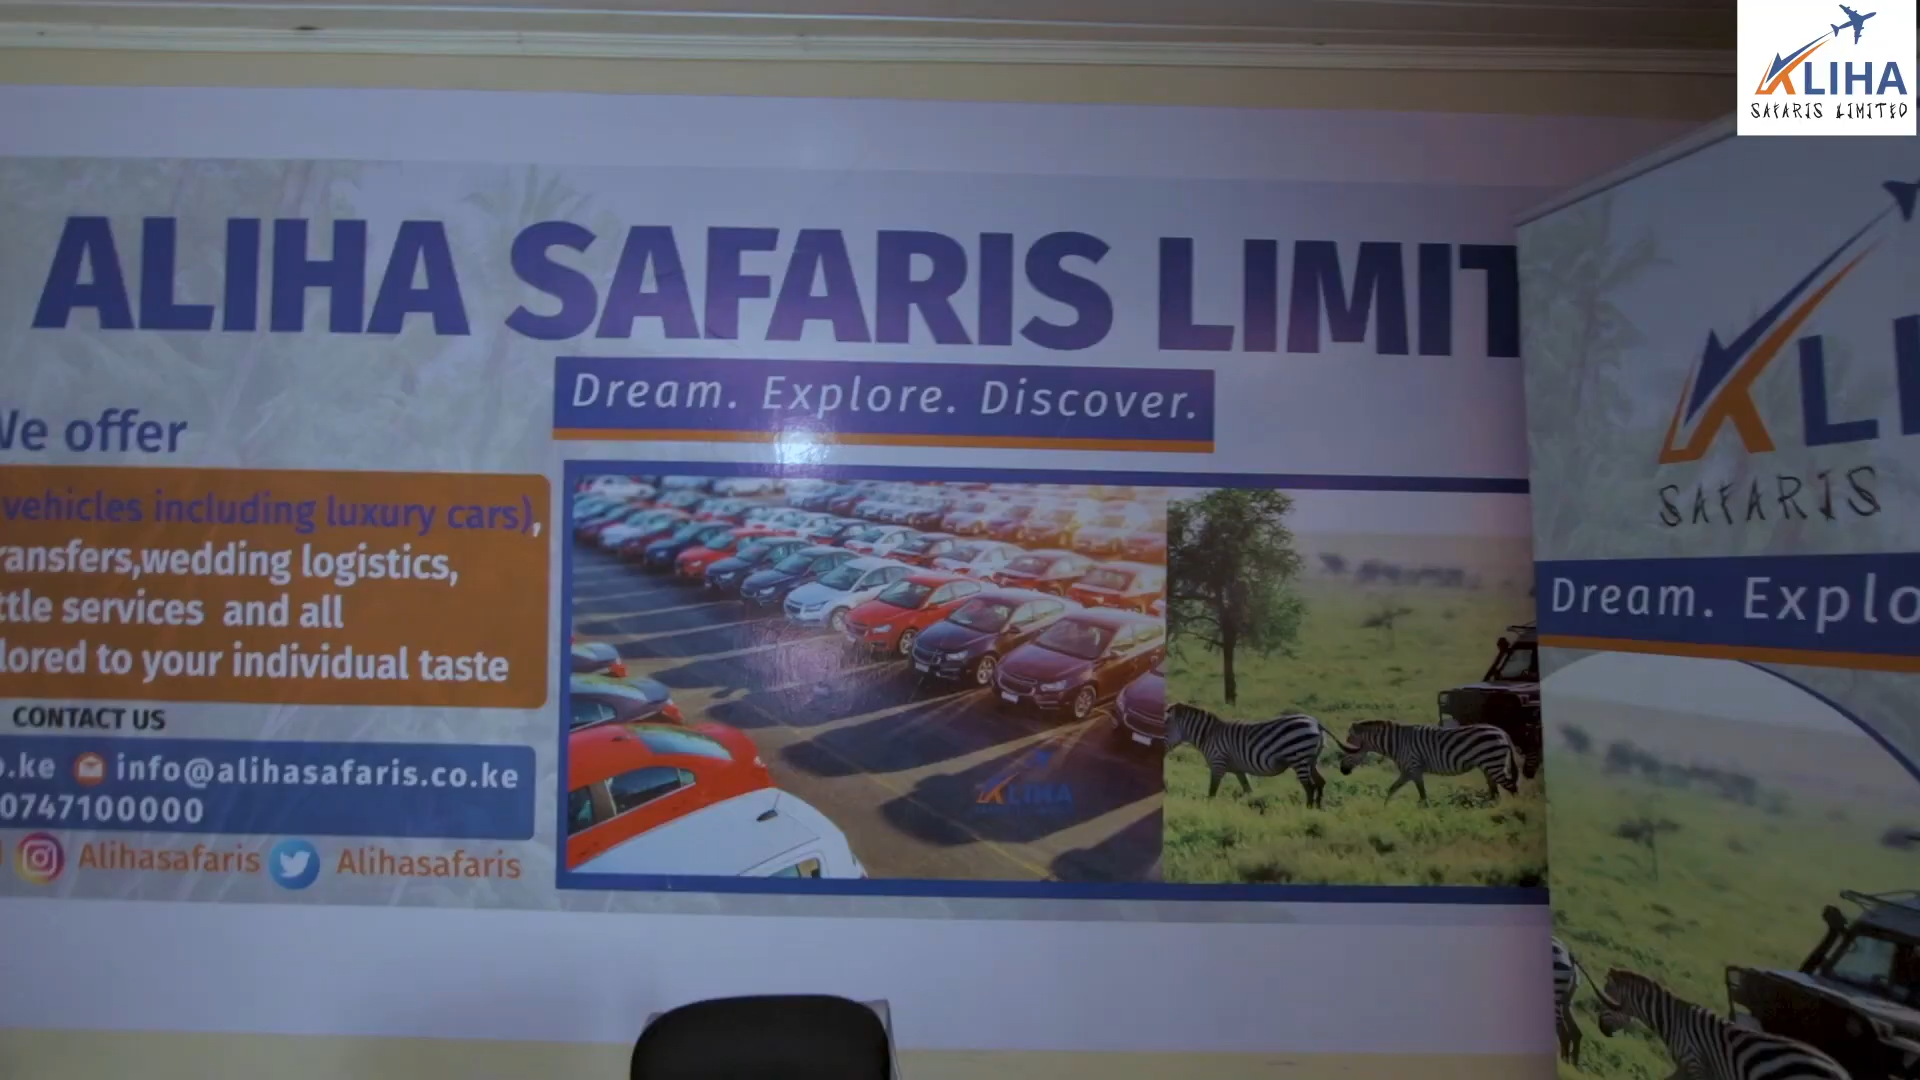 ALIHA
SAFARIS LIMITED
ALIHA SAFARIS LIMIT
Dream. Explore. Discover.
We offer
vehicles including luxury cars),
ransfers,wedding logistics,
ttle services and all
lored to your individual taste
CONTACT US
o.ke info@alihasafaris.co.ke
0747100000
Alihasafaris Alihasafaris
ALIHA
ALI
SAFARIS
Dream. Explo